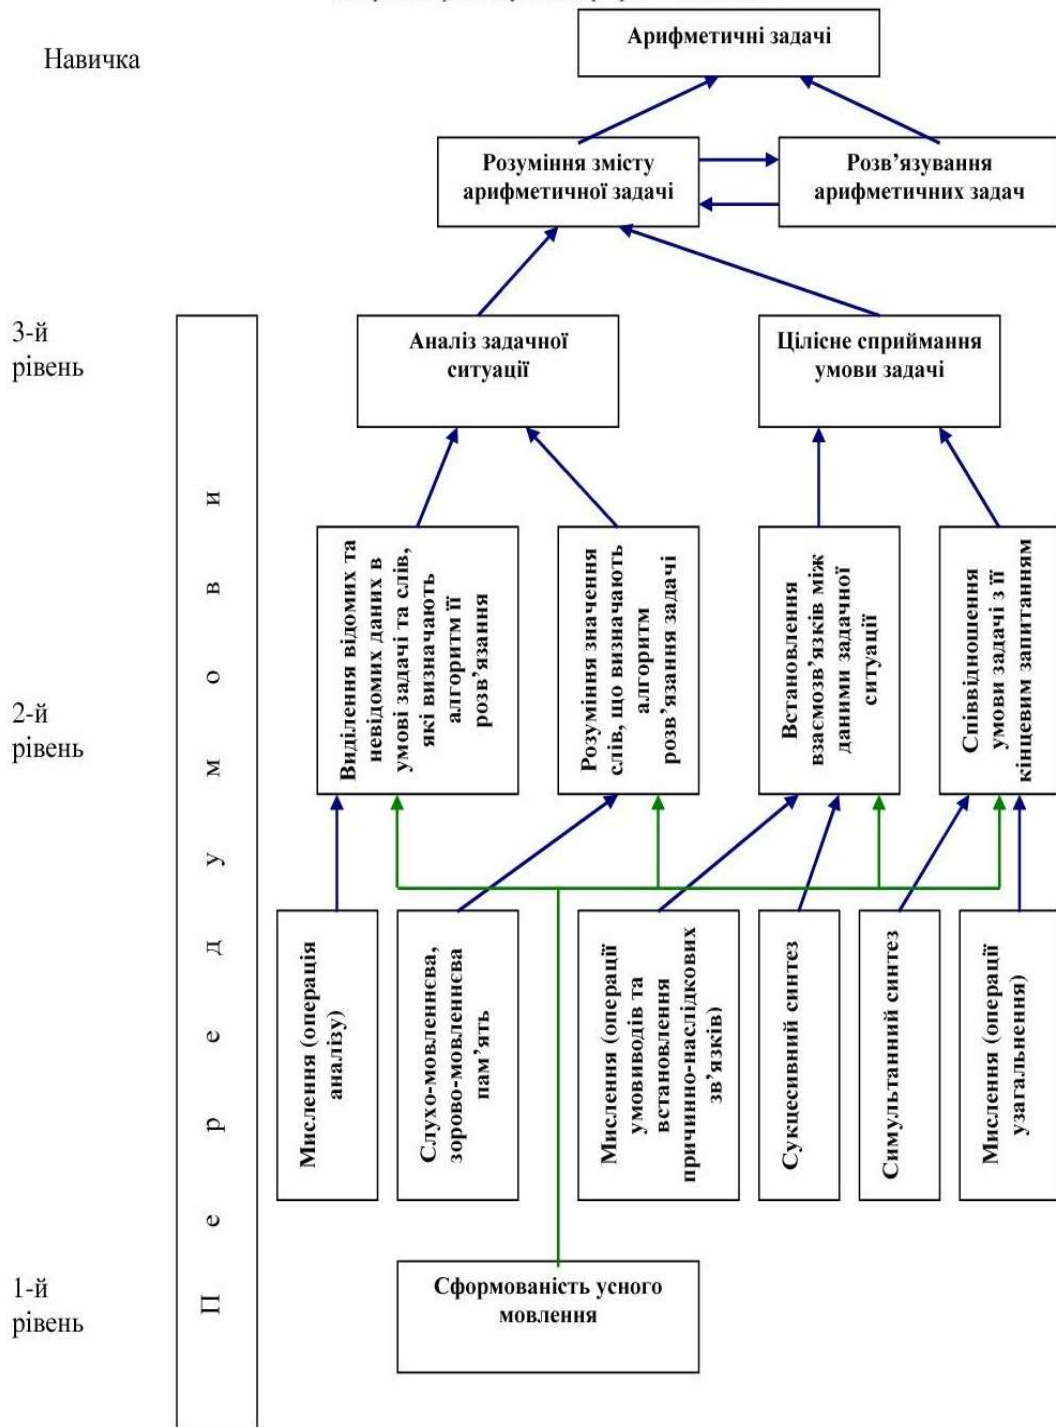 Навичка
Арифметичні задачі
Розуміння змісту
арифметичної задачі
Розв’язування
арифметичних задач
3-й
рівень
Аналіз задачної
ситуації
Цілісне сприймання
умови задачі
Передумови
2-й
рівень
Виділення відомих та
невідомих даних в
умові задачі та слів,
які визначають
алгоритм її
розв’язання
Розуміння значення
слів, що визначають
алгоритм
розв’язання задачі
Встановлення
взаємозв’язків між
даними задачної
ситуації
Співвідношення
умови задачі з її
кінцевим запитанням
Мислення (операція
аналізу)
Слухо-мовленнєва,
зорово-мовленнєва
пам’ять
Мислення (операції
умовиводів та
встановлення
причинно-наслідкових
зв’язків)
Сукцесивний синтез
Симультанний синтез
Мислення (операції
узагальнення)
1-й
рівень
Сформованість усного
мовлення